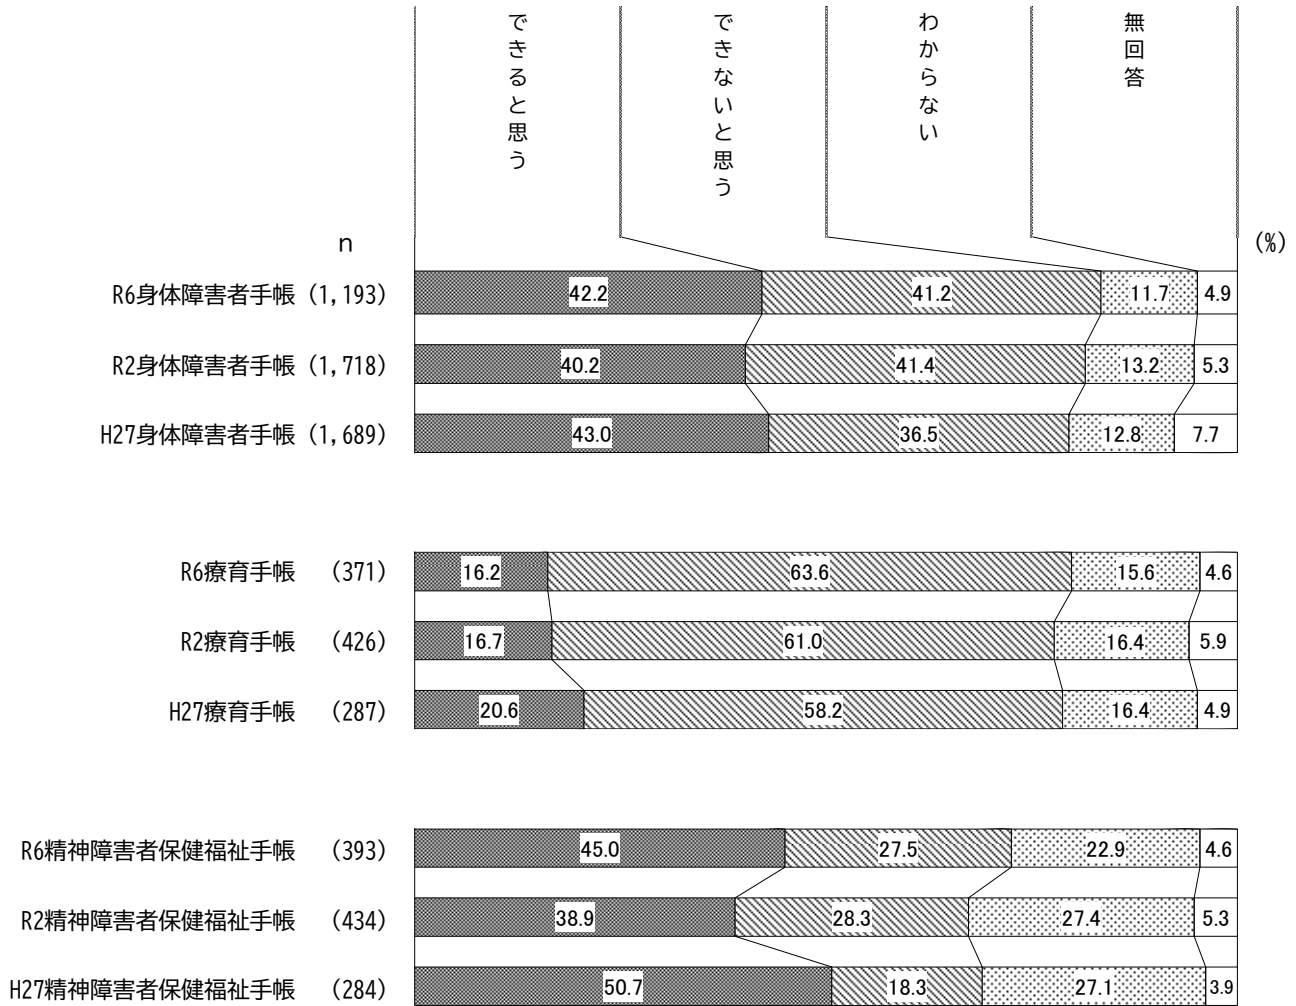 できると思う
できないと思う
わからない
無回答
n
(%)
R6身体障害者手帳 (1,193) 42.2 41.2 11.7 4.9
R2身体障害者手帳 (1,718) 40.2 41.4 13.2 5.3
H27身体障害者手帳 (1,689) 43.0 36.5 12.8 7.7
R6療育手帳 (371) 16.2 63.6 15.6 4.6
R2療育手帳 (426) 16.7 61.0 16.4 5.9
H27療育手帳 (287) 20.6 58.2 16.4 4.9
R6精神障害者保健福祉手帳 (393) 45.0 27.5 22.9 4.6
R2精神障害者保健福祉手帳 (434) 38.9 28.3 27.4 5.3
H27精神障害者保健福祉手帳 (284) 50.7 18.3 27.1 3.9